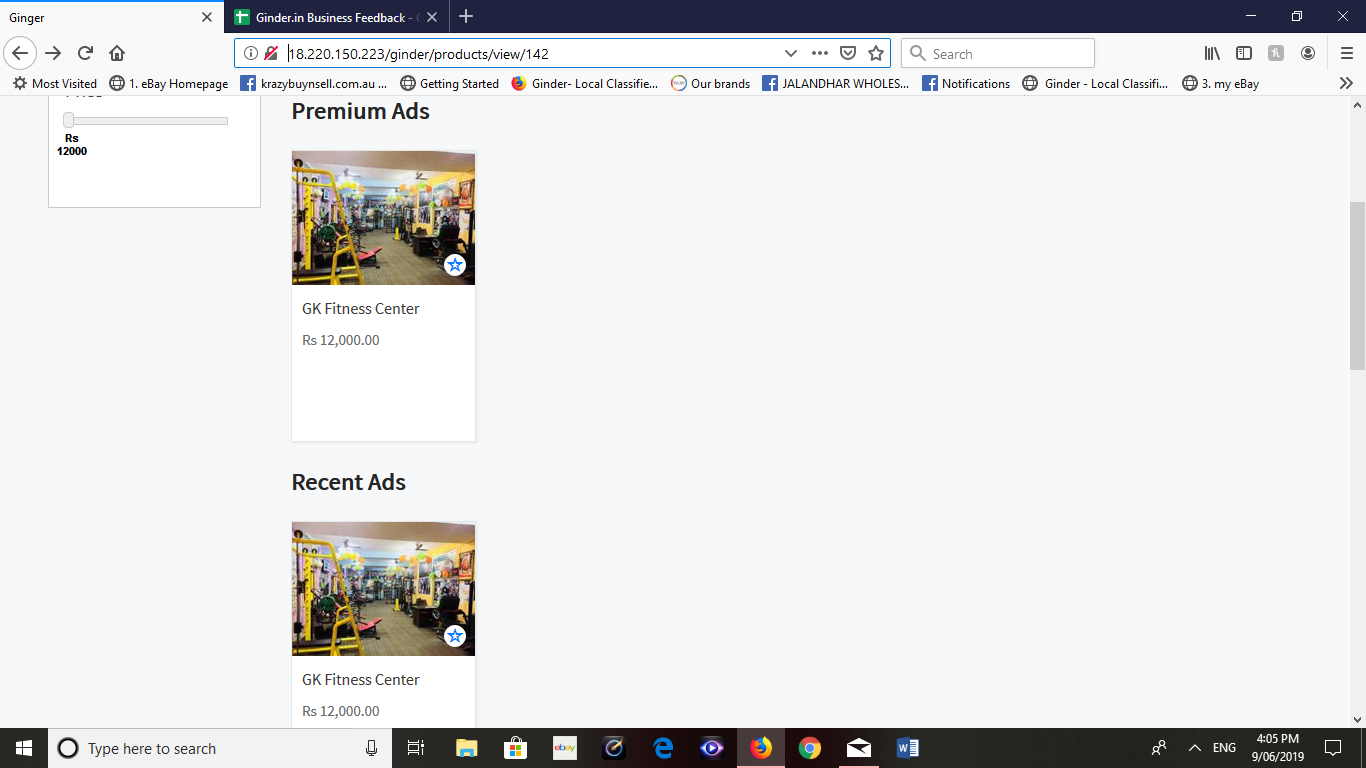 Ginger
Ginder.in Business Feedback -
18.220.150.223/ginder/products/view/142
Search
Most Visited
1. eBay Homepage
krazybuynsell.com.au ...
Getting Started
Ginder- Local Classifie...
Our brands
JALANDHAR WHOLES...
Notifications
Ginder - Local Classifi...
3. my eBay
Rs
12000
Premium Ads
GK Fitness Center
Rs 12,000.00
Recent Ads
GK Fitness Center
Rs 12,000.00
Type here to search
ebay
ENG
4:05 PM
9/06/2019